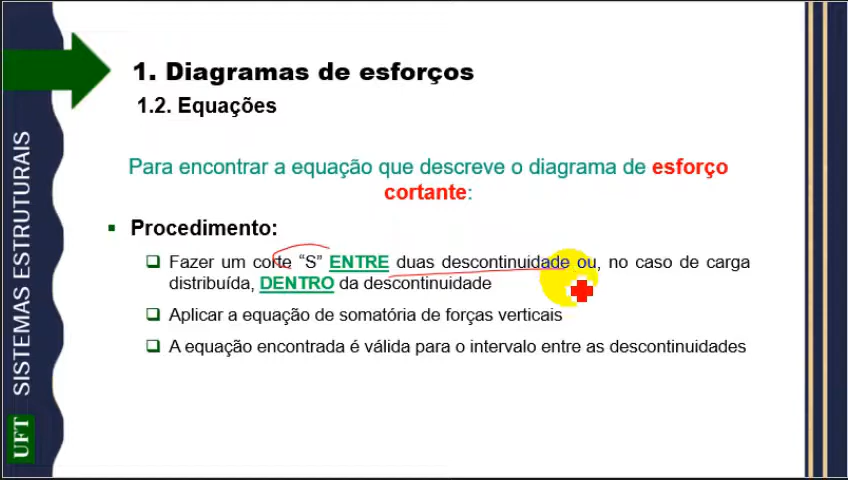 1. Diagramas de esforços
1.2. Equações
Para encontrar a equação que descreve o diagrama de esforço
cortante:
Procedimento:
Fazer um corte “S” ENTRE duas descontinuidade ou, no caso de carga
distribuída, DENTRO da descontinuidade
Aplicar a equação de somatória de forças verticais
A equação encontrada é válida para o intervalo entre as descontinuidades
SISTEMAS ESTRUTURAIS
UFT